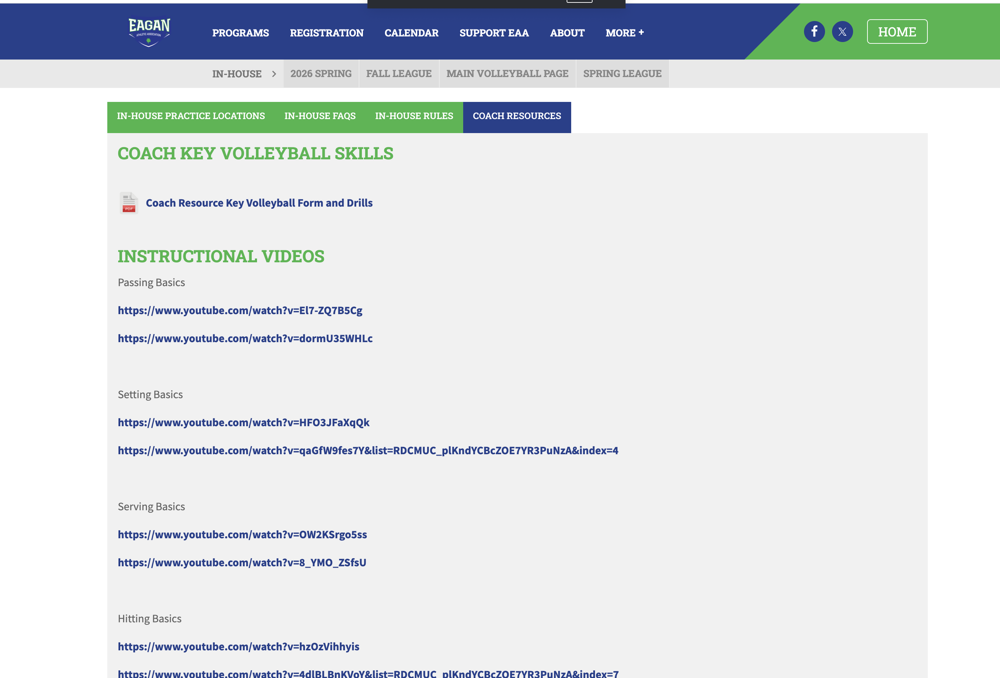 EAGAN
ATHLETIC ASSOCIATION
PROGRAMS REGISTRATION CALENDAR SUPPORT EAA ABOUT MORE +
f X HOME
IN-HOUSE > 2026 SPRING FALL LEAGUE MAIN VOLLEYBALL PAGE SPRING LEAGUE
IN-HOUSE PRACTICE LOCATIONS IN-HOUSE FAQS IN-HOUSE RULES COACH RESOURCES
COACH KEY VOLLEYBALL SKILLS
PDF
Coach Resource Key Volleyball Form and Drills
INSTRUCTIONAL VIDEOS
Passing Basics
https://www.youtube.com/watch?v=El7-ZQ7B5Cg
https://www.youtube.com/watch?v=dormU35WHLc
Setting Basics
https://www.youtube.com/watch?v=HFO3JFaXqQk
https://www.youtube.com/watch?v=qaGfW9fes7Y&list=RDCMUC_plKndYCBcZOE7YR3PuNzA&index=4
Serving Basics
https://www.youtube.com/watch?v=OW2KSrgo5ss
https://www.youtube.com/watch?v=8_YMO_ZSfsU
Hitting Basics
https://www.youtube.com/watch?v=hzOzVihhyis
https://www.youtube.com/watch?v=4dlBLBnKVoY&list=RDCMUC_plKndYCBcZOE7YR3PuNzA&index=7